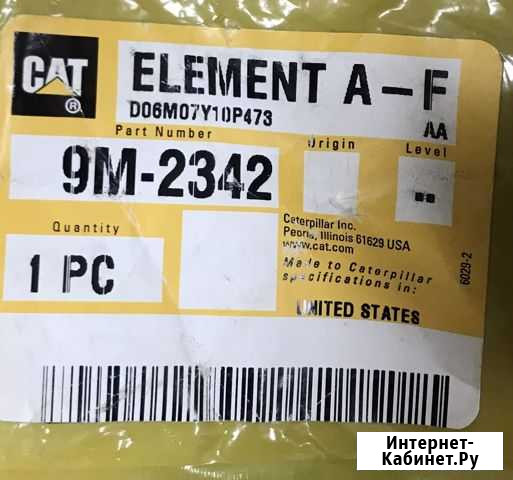 CAT ®
ELEMENT A-F
D06M07Y10P473
AA
Part Number
Origin
Level
9M-2342
--
Quantity
1 PC
Caterpillar Inc.
Peoria, Illinois 61629 USA
www.cat.com
Made to Caterpillar
specifications in:
UNITED STATES
6029-2
Интернет-
Кабинет.Ру